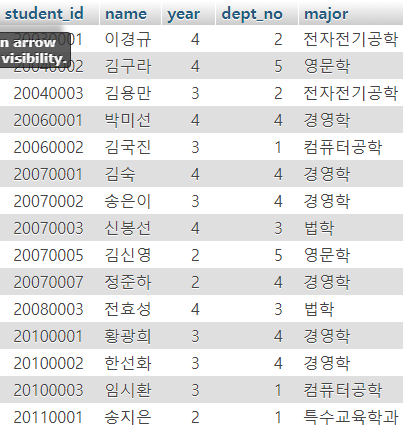 student_id name year dept_no major
n arrow 이경규 4 2 전자전기공학
visibility.
20040002 김구라 4 5 영문학
20040003 김용만 3 2 전자전기공학
20060001 박미선 4 4 경영학
20060002 김국진 3 1 컴퓨터공학
20070001 김숙 4 4 경영학
20070002 송은이 3 4 경영학
20070003 신봉선 4 3 법학
20070005 김신영 2 5 영문학
20070007 정준하 2 4 경영학
20080003 전효성 4 3 법학
20100001 황광희 3 4 경영학
20100002 한선화 3 4 경영학
20100003 임시환 3 1 컴퓨터공학
20110001 송지은 2 1 특수교육학과